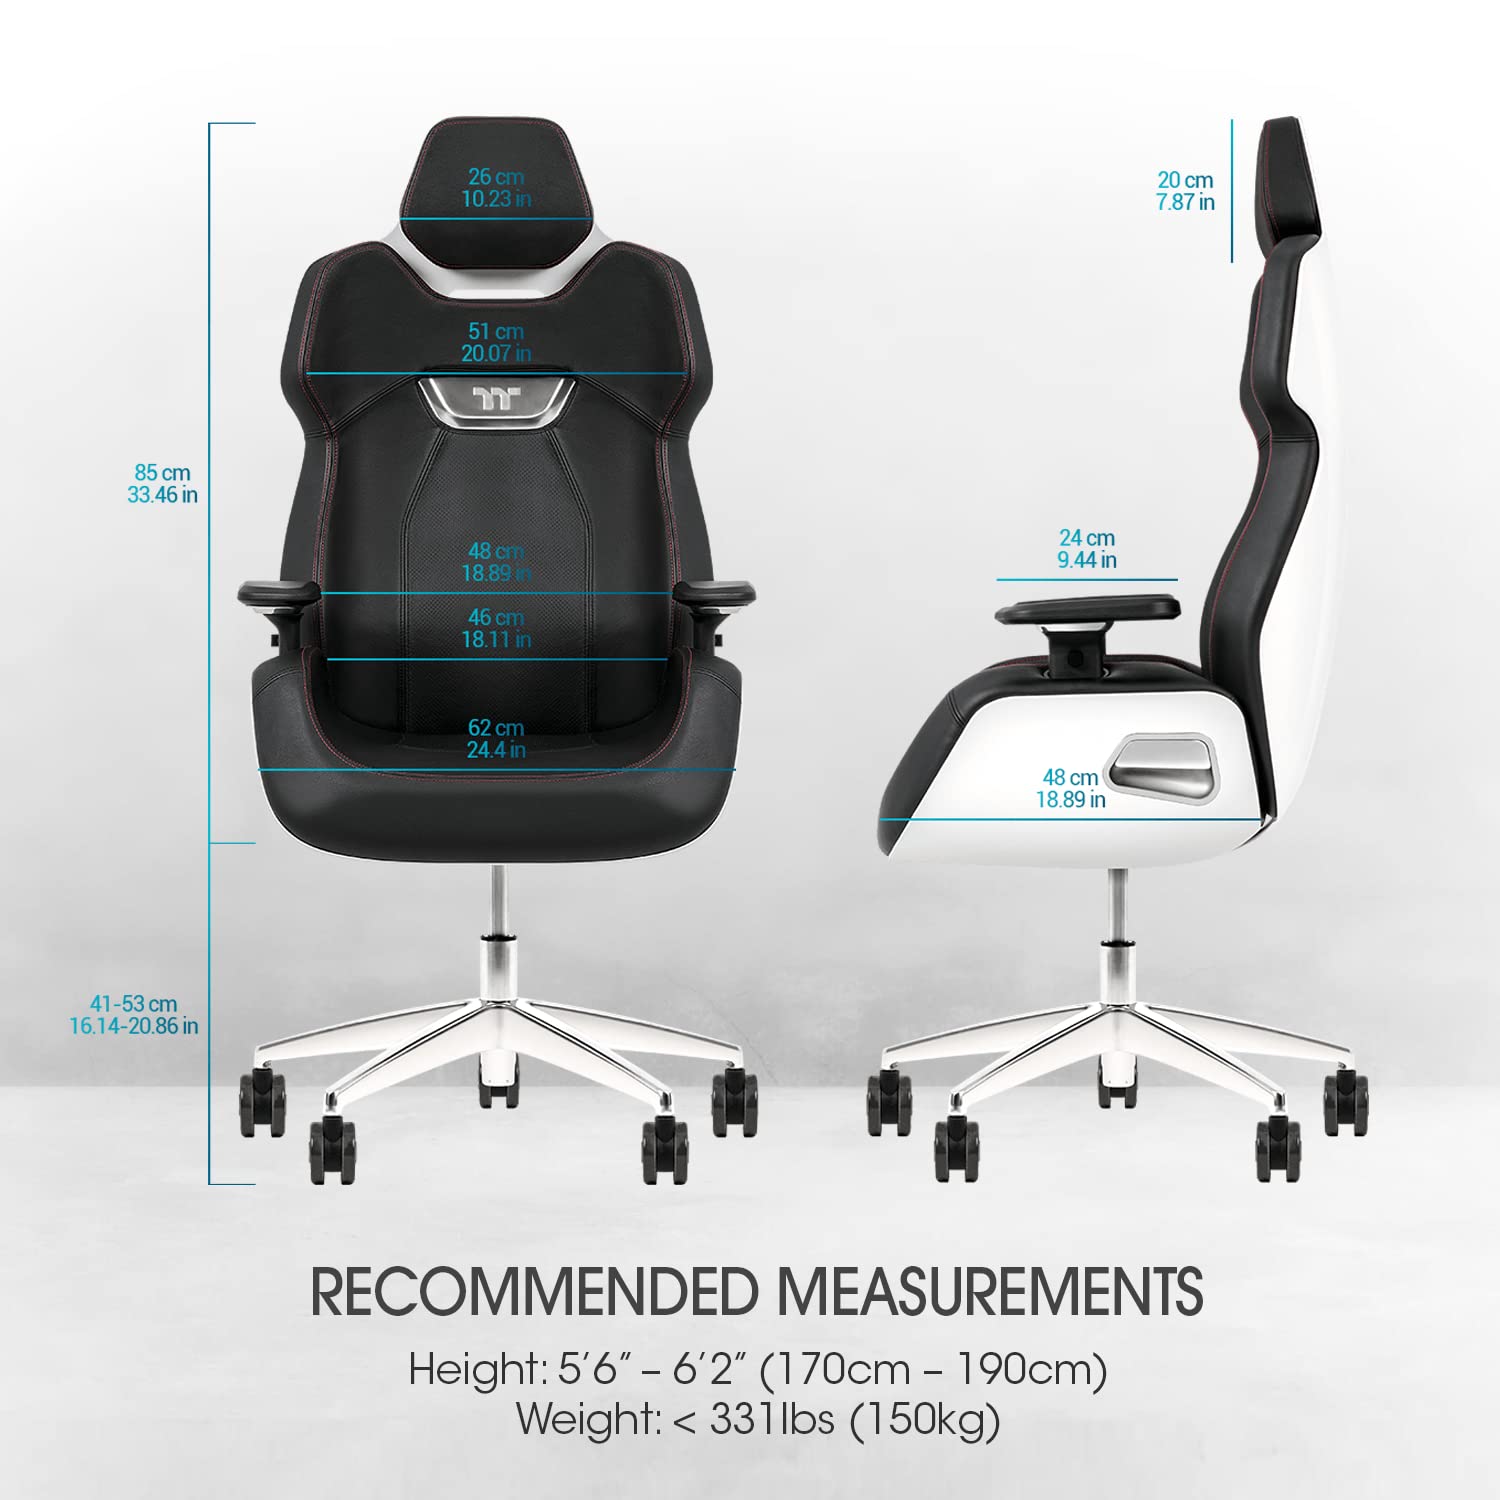 26 cm
10.23 in
20 cm
7.87 in
51 cm
20.07 in
85 cm
33.46 in
48 cm
18.89 in
24 cm
9.44 in
46 cm
18.11 in
62 cm
24.4 in
48 cm
18.89 in
41-53 cm
16.14-20.86 in
RECOMMENDED MEASUREMENTS
Height: 5’6” – 6’2” (170cm – 190cm)
Weight: < 331lbs (150kg)